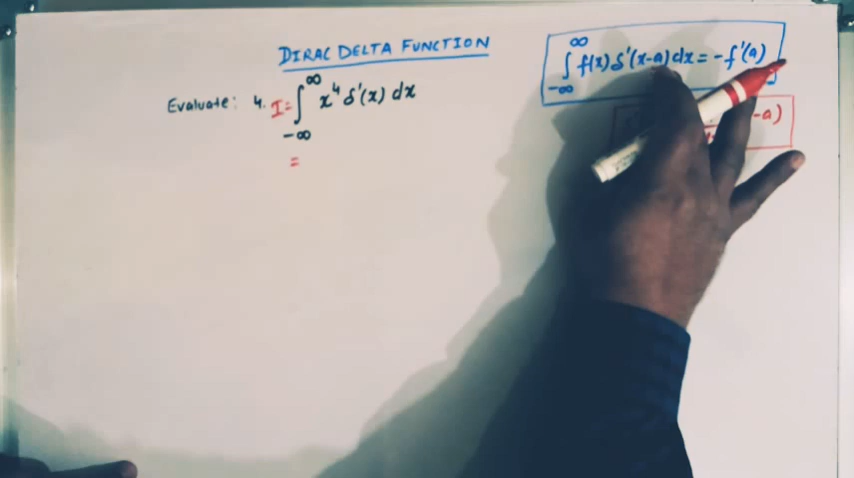 DIRAC DELTA FUNCTION
∫_{-∞}^{∞} f(x) δ'(x-a) dx = -f'(a)
Evaluate: 4. I = ∫_{-∞}^{∞} x⁴ δ'(x) dx
-a)
=